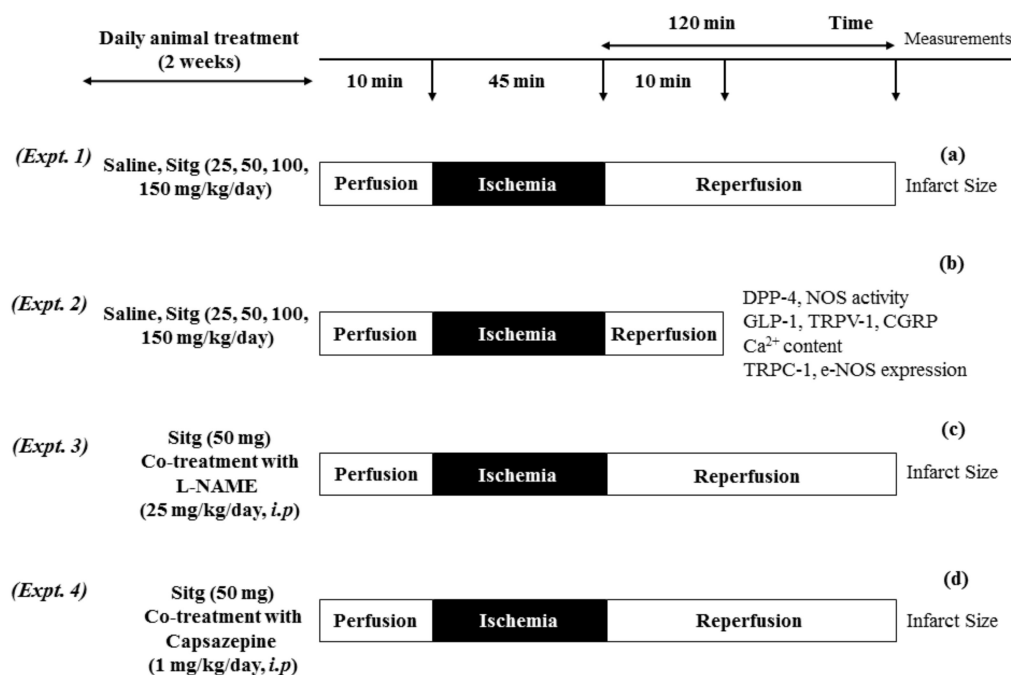 Daily animal treatment
(2 weeks)
120 min
Time
Measurements
10 min
45 min
10 min
(Expt. 1)
Saline, Sitg (25, 50, 100,
150 mg/kg/day)
Perfusion
Ischemia
Reperfusion
(a)
Infarct Size
(Expt. 2)
Saline, Sitg (25, 50, 100,
150 mg/kg/day)
Perfusion
Ischemia
Reperfusion
(b)
DPP-4, NOS activity
GLP-1, TRPV-1, CGRP
Ca²⁺ content
TRPC-1, e-NOS expression
(Expt. 3)
Sitg (50 mg)
Co-treatment with
L-NAME
(25 mg/kg/day, i.p)
Perfusion
Ischemia
Reperfusion
(c)
Infarct Size
(Expt. 4)
Sitg (50 mg)
Co-treatment with
Capsazepine
(1 mg/kg/day, i.p)
Perfusion
Ischemia
Reperfusion
(d)
Infarct Size